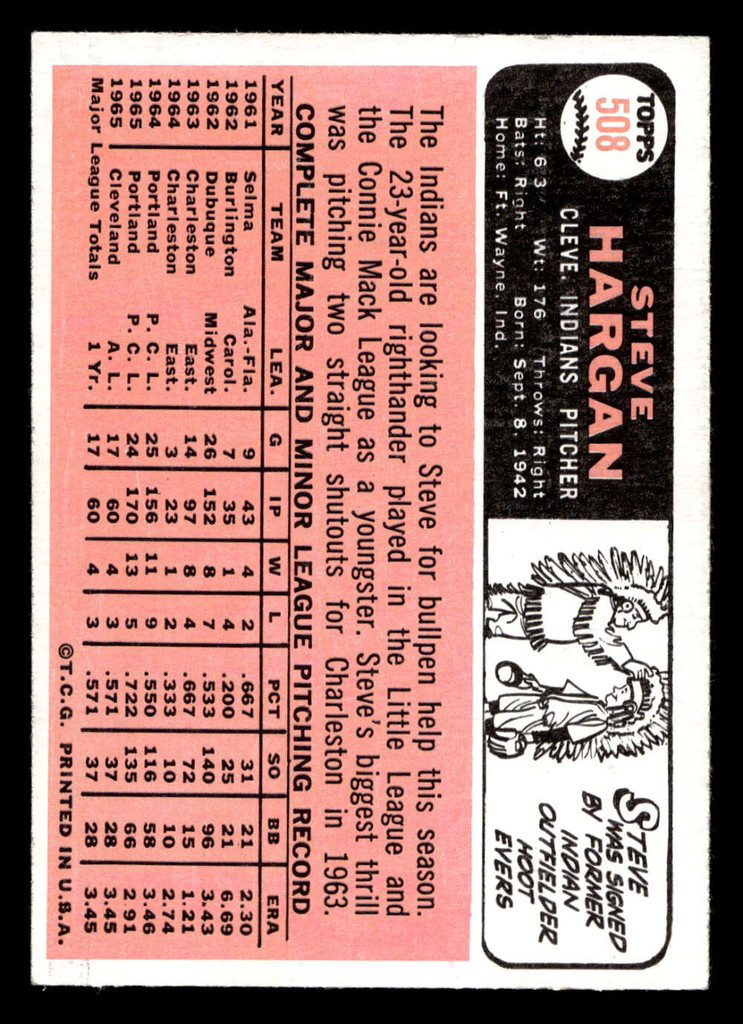 TOPPS
508
STEVE
HARGAN
CLEVE. INDIANS PITCHER
Ht: 6'3" Wt: 176 Throws: Right
Bats: Right Born: Sept. 8, 1942
Home: Ft. Wayne, Ind.
STEVE
WAS SIGNED
BY FORMER
INDIAN
OUTFIELDER
HOOT
EVERS
The Indians are looking to Steve for bullpen help this season.
The 23-year-old righthander played in the Little League and
the Connie Mack League as a youngster. Steve's biggest thrill
was pitching two straight shutouts for Charleston in 1963.
COMPLETE MAJOR AND MINOR LEAGUE PITCHING RECORD
YEAR TEAM LEA. G IP W L PCT SO BB ERA
1961 Selma Ala.-Fla. 9 43 4 2 .667 31 21 2.30
1962 Burlington Carol. 7 35 1 4 .200 25 21 6.69
1962 Dubuque Midwest 26 152 8 7 .533 140 96 3.43
1963 Charleston East. 14 97 8 4 .667 72 15 1.21
1964 Charleston East. 3 23 1 2 .333 10 10 2.74
1964 Portland P. C. L. 25 156 11 9 .550 116 58 3.46
1965 Portland P. C. L. 24 170 13 5 .722 135 66 2.91
1965 Cleveland A. L. 17 60 4 3 .571 37 28 3.45
Major League Totals 1 Yr. 17 60 4 3 .571 37 28 3.45
©T.C.G. PRINTED IN U.S.A.